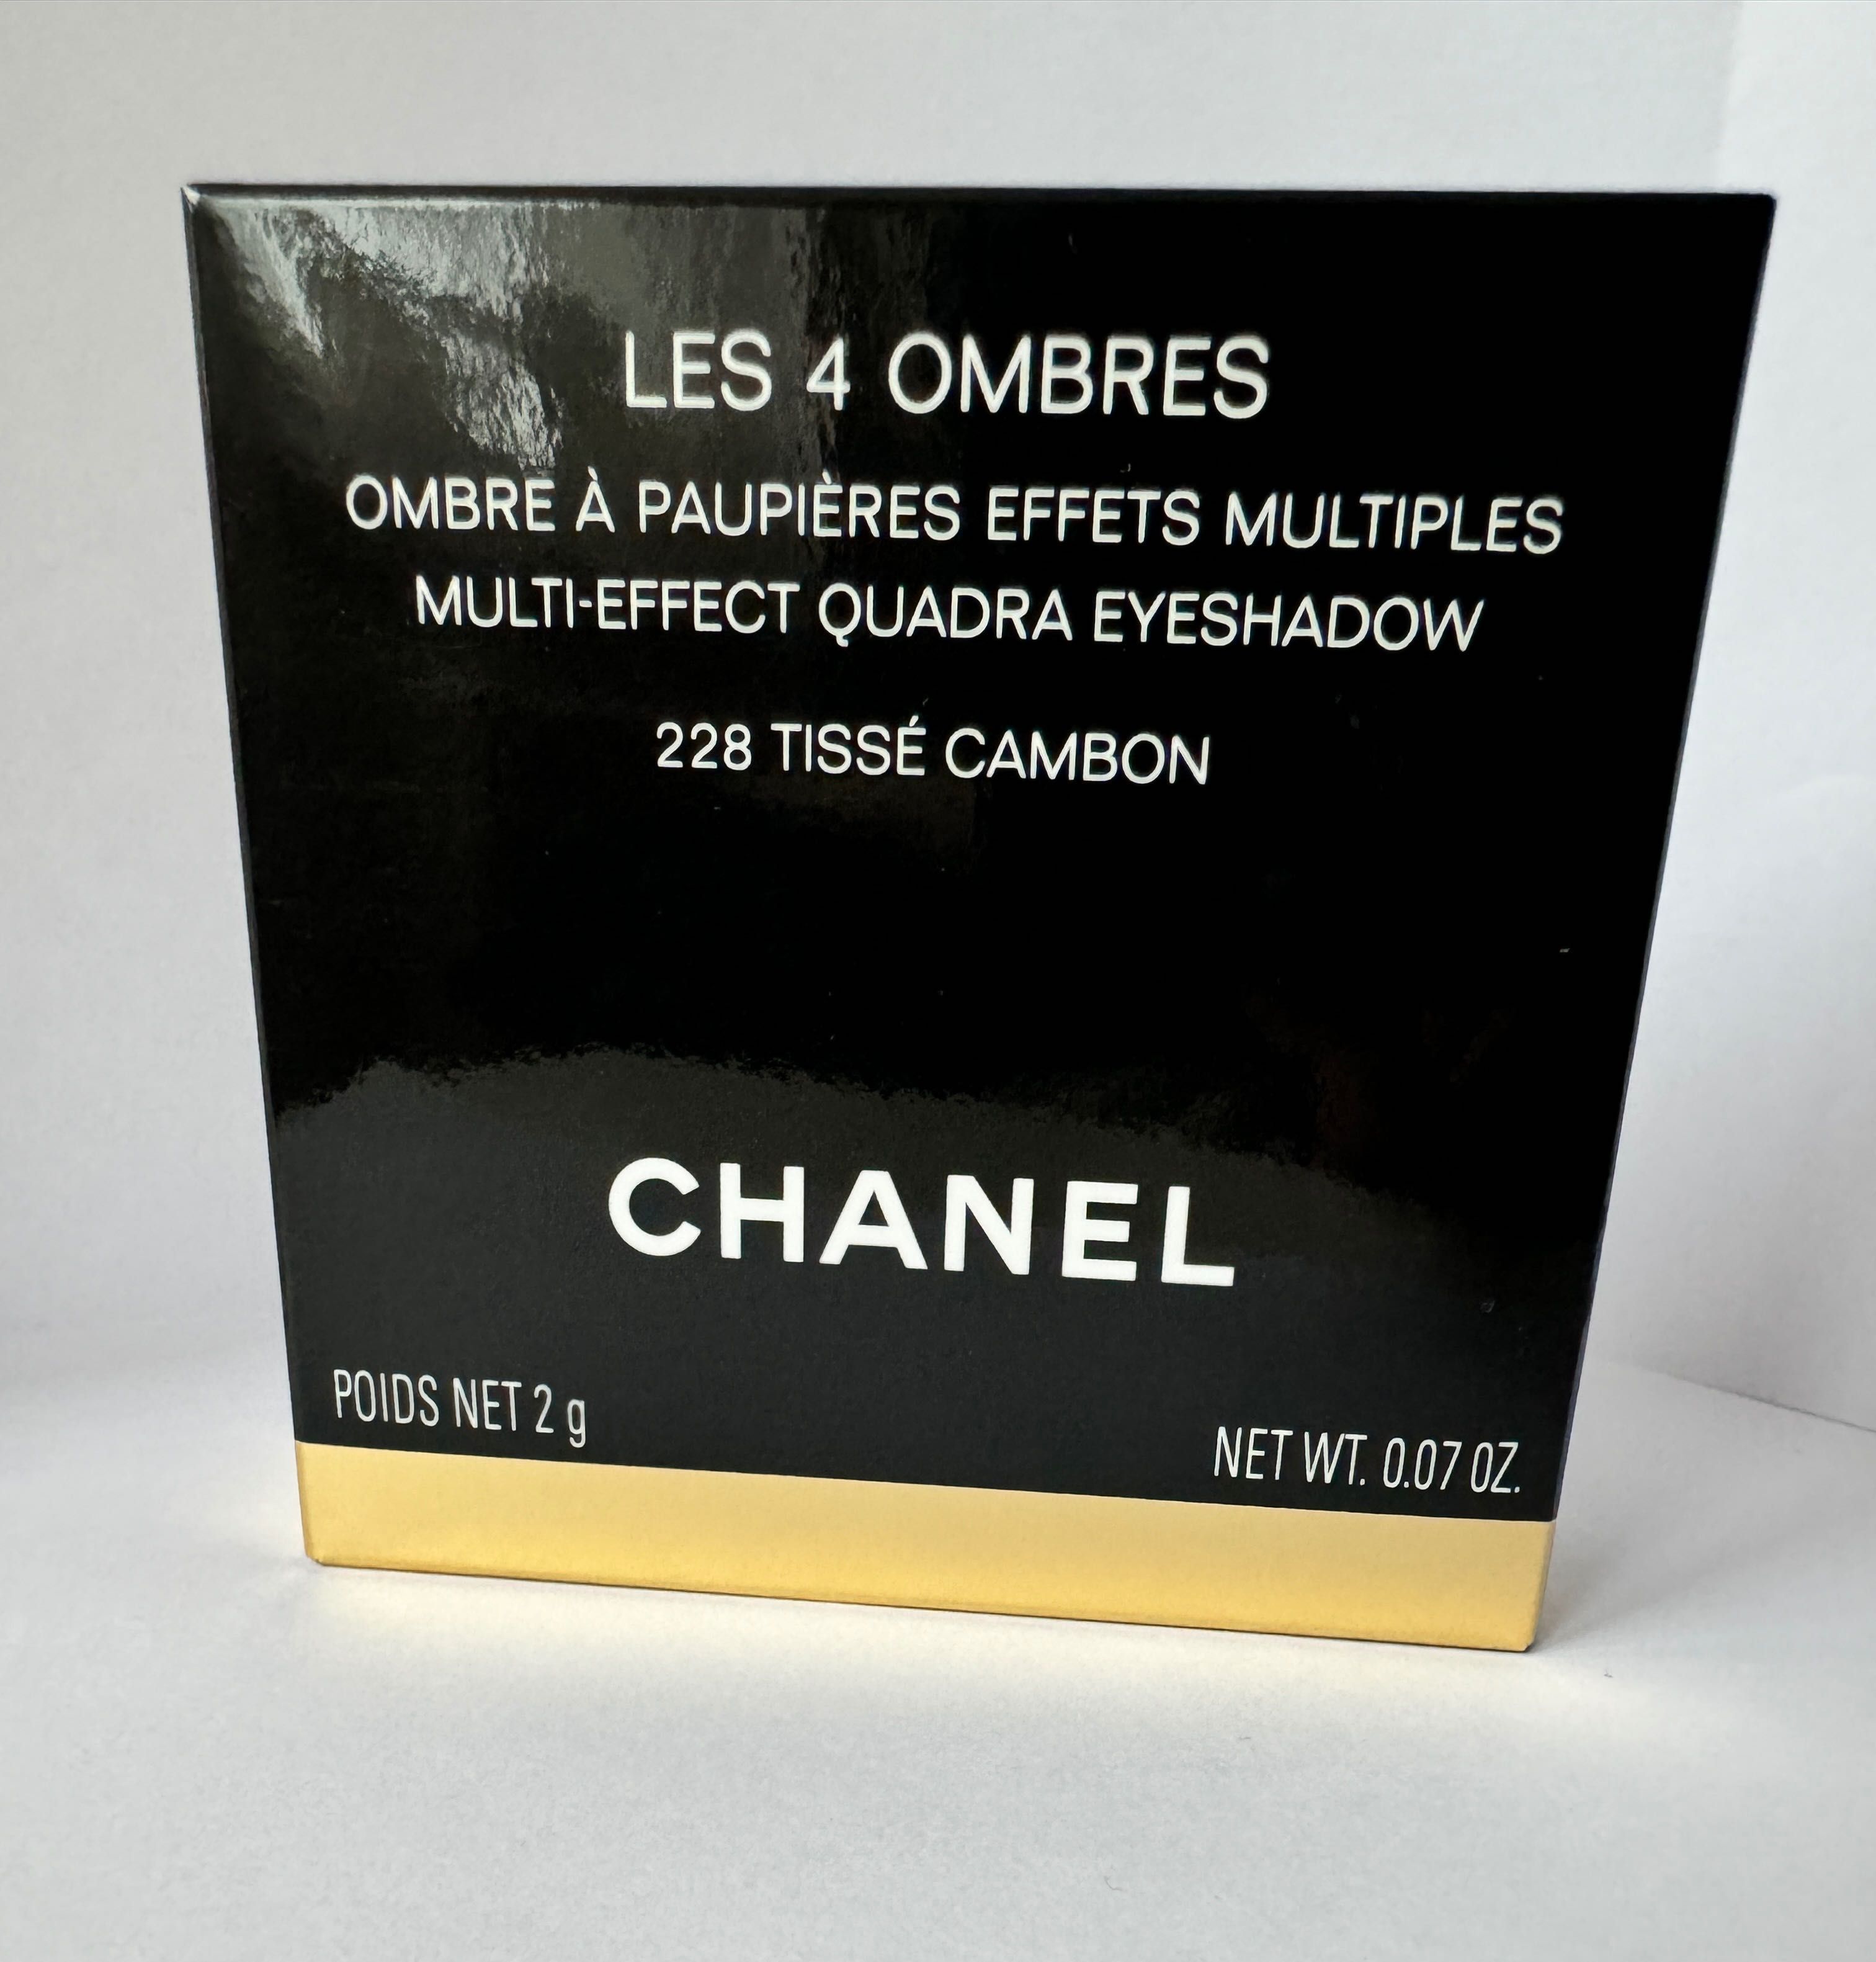 LES 4 OMBRES
OMBRE À PAUPIÈRES EFFETS MULTIPLES
MULTI-EFFECT QUADRA EYESHADOW
228 TISSÉ CAMBON
CHANEL
POIDS NET 2 g
NET WT. 0.07 OZ.